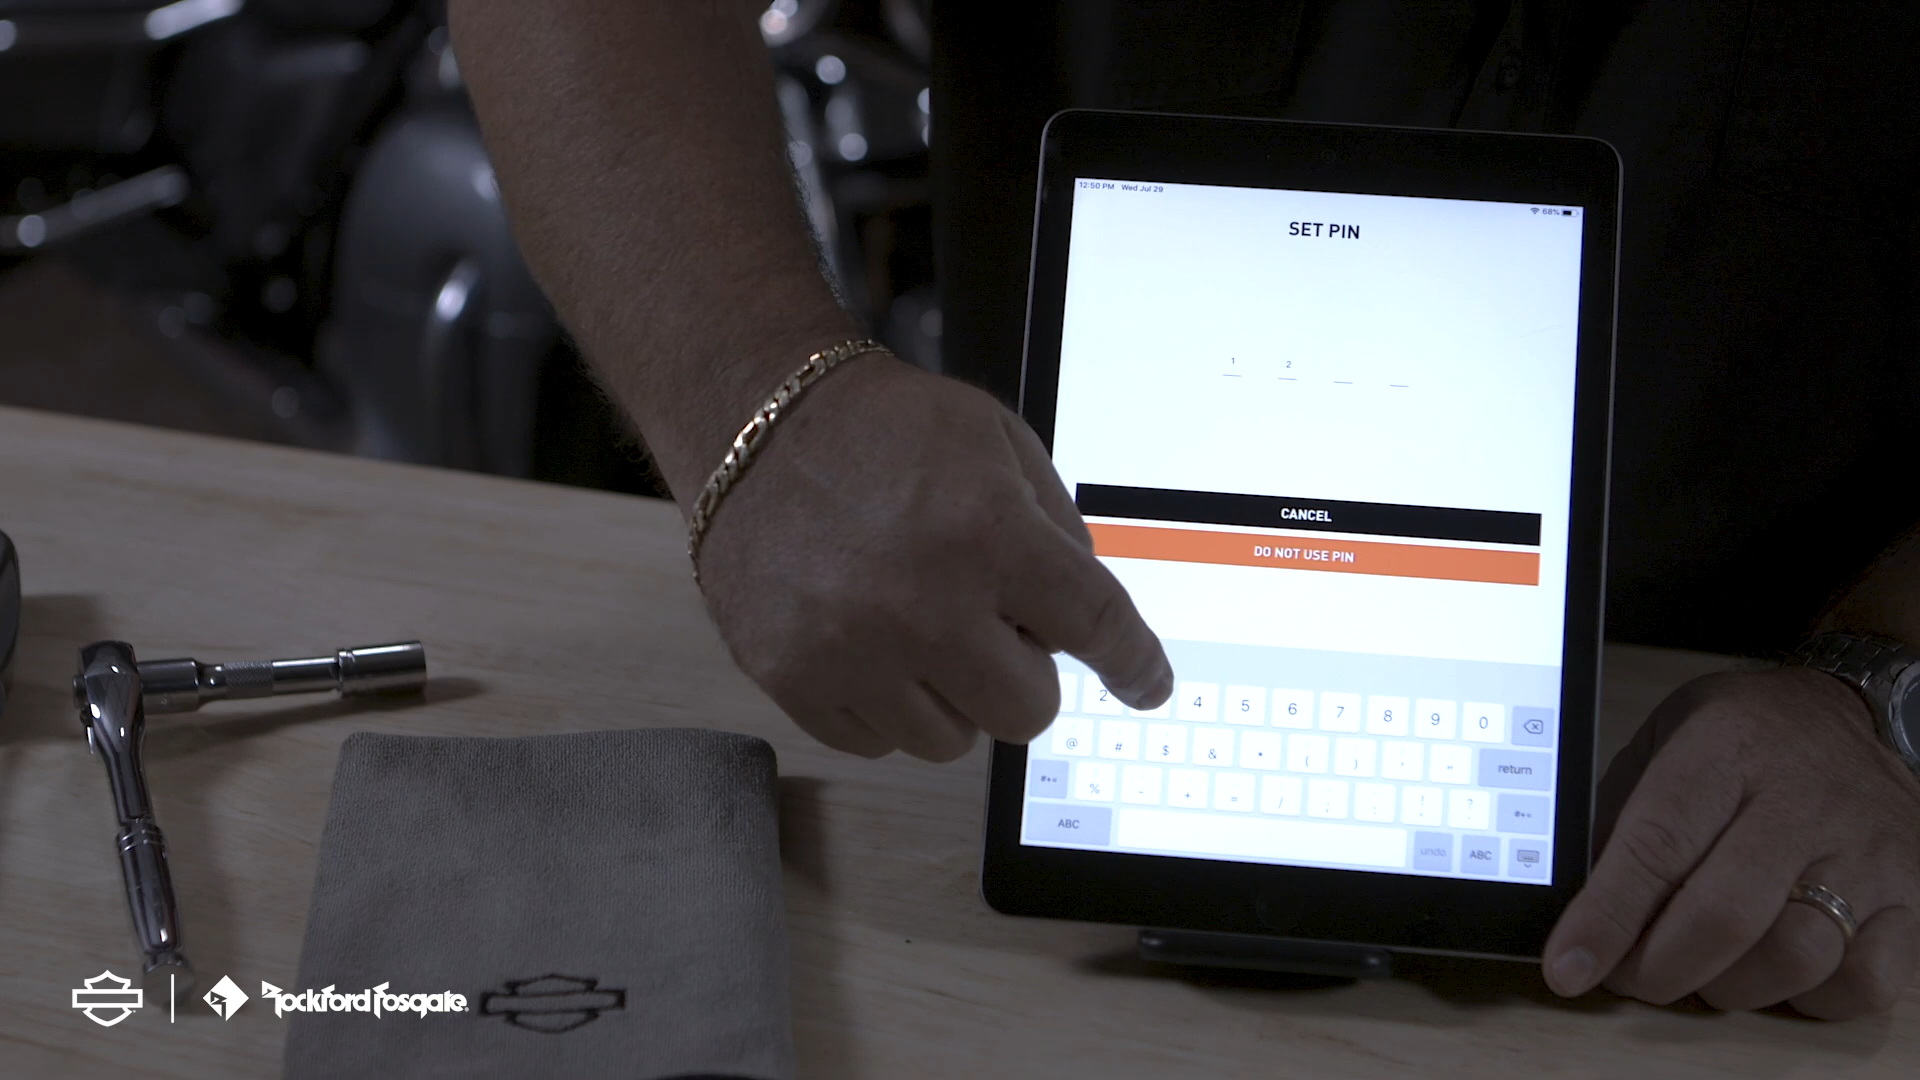 12:50 PM Wed Jul 29
68%
SET PIN
1 2
CANCEL
DO NOT USE PIN
2 4 5 6 7 8 9 0
@ # $ & * ( ) ' "
return
#+= % - + = / ; : ! ? #+=
ABC undo ABC
Rockford Fosgate